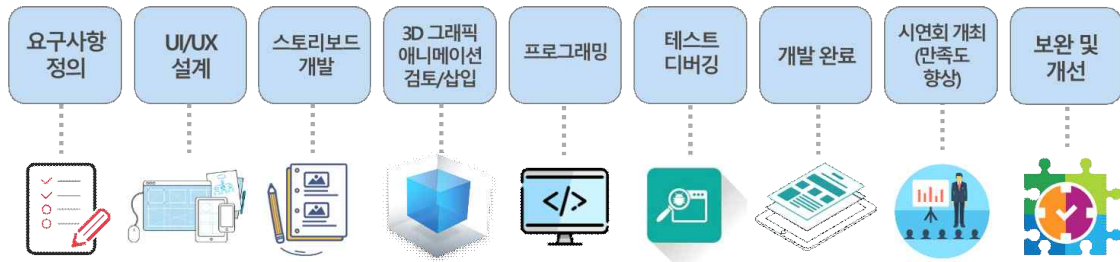 요구사항
정의
UI/UX
설계
스토리보드
개발
3D 그래픽
애니메이션
검토/삽입
프로그래밍
테스트
디버깅
개발 완료
시연회 개최
(만족도
향상)
보완 및
개선
</>